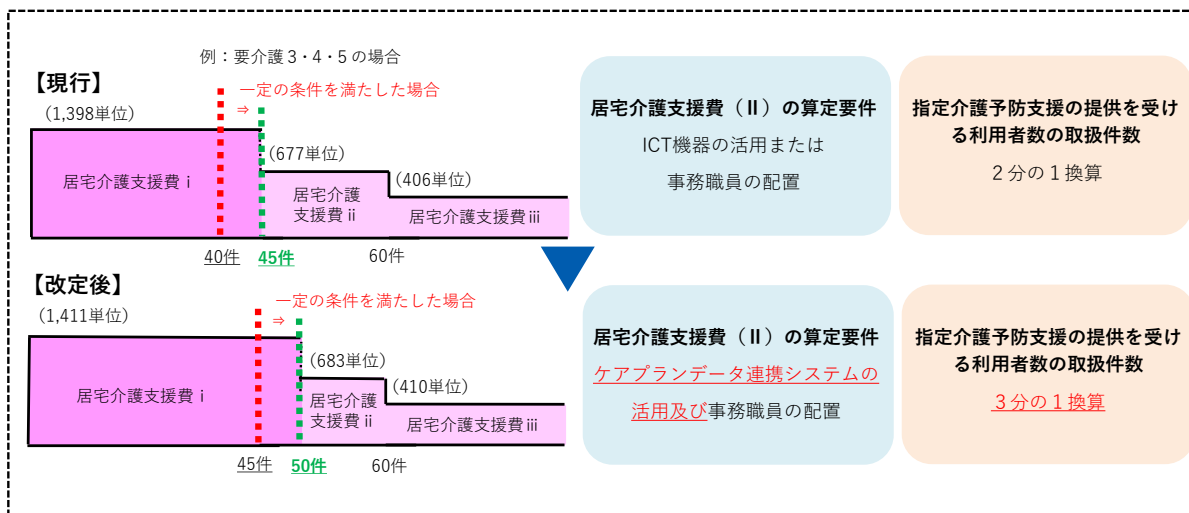 例：要介護３・４・５の場合
【現行】
一定の条件を満たした場合
⇒
（1,398単位）
（677単位）
（406単位）
居宅介護支援費ⅰ
居宅介護
支援費ⅱ
居宅介護支援費ⅲ
40件
45件
60件
居宅介護支援費（Ⅱ）の算定要件
ICT機器の活用または
事務職員の配置
指定介護予防支援の提供を受け
る利用者数の取扱件数
２分の１換算
【改定後】
一定の条件を満たした場合
⇒
（1,411単位）
（683単位）
（410単位）
居宅介護支援費ⅰ
居宅介護
支援費ⅱ
居宅介護支援費ⅲ
45件
50件
60件
居宅介護支援費（Ⅱ）の算定要件
ケアプランデータ連携システムの
活用及び事務職員の配置
指定介護予防支援の提供を受け
る利用者数の取扱件数
３分の１換算